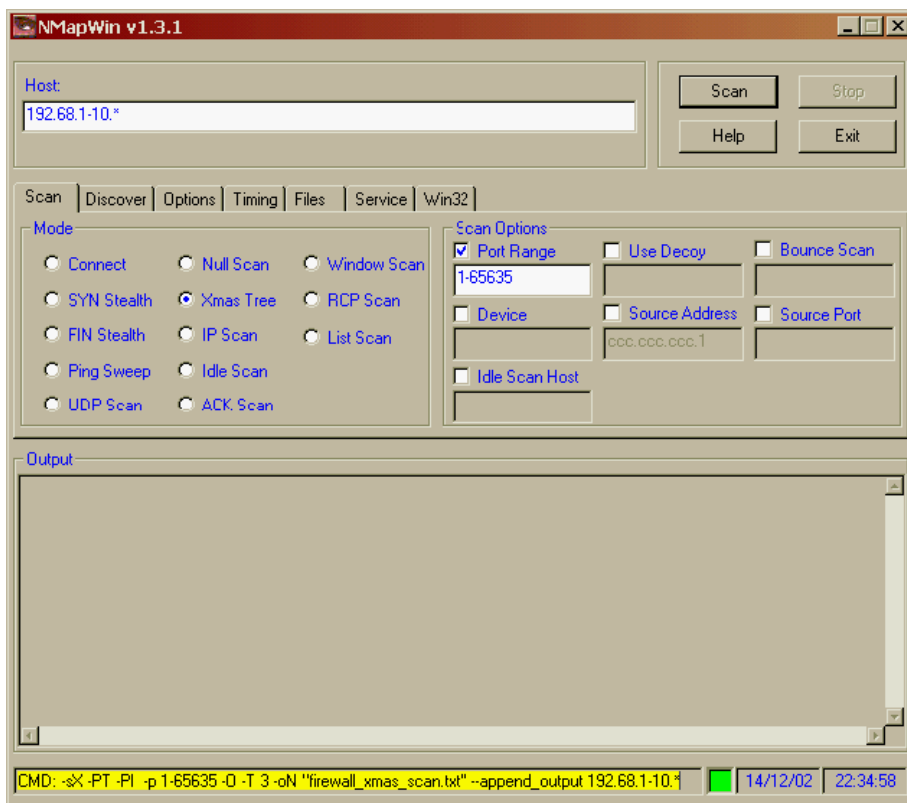 NMapWin v1.3.1
Host:
192.68.1-10.*
Scan
Stop
Help
Exit
Scan
Discover
Options
Timing
Files
Service
Win32
Mode
Connect
Null Scan
Window Scan
SYN Stealth
Xmas Tree
RCP Scan
FIN Stealth
IP Scan
List Scan
Ping Sweep
Idle Scan
UDP Scan
ACK Scan
Scan Options
Port Range
Use Decoy
Bounce Scan
1-65635
Device
Source Address
Source Port
ccc.ccc.ccc.1
Idle Scan Host
Output
CMD: -sX -PT -PI -p 1-65635 -O -T 3 -oN "firewall_xmas_scan.txt" --append_output 192.68.1-10.*
14/12/02
22:34:58